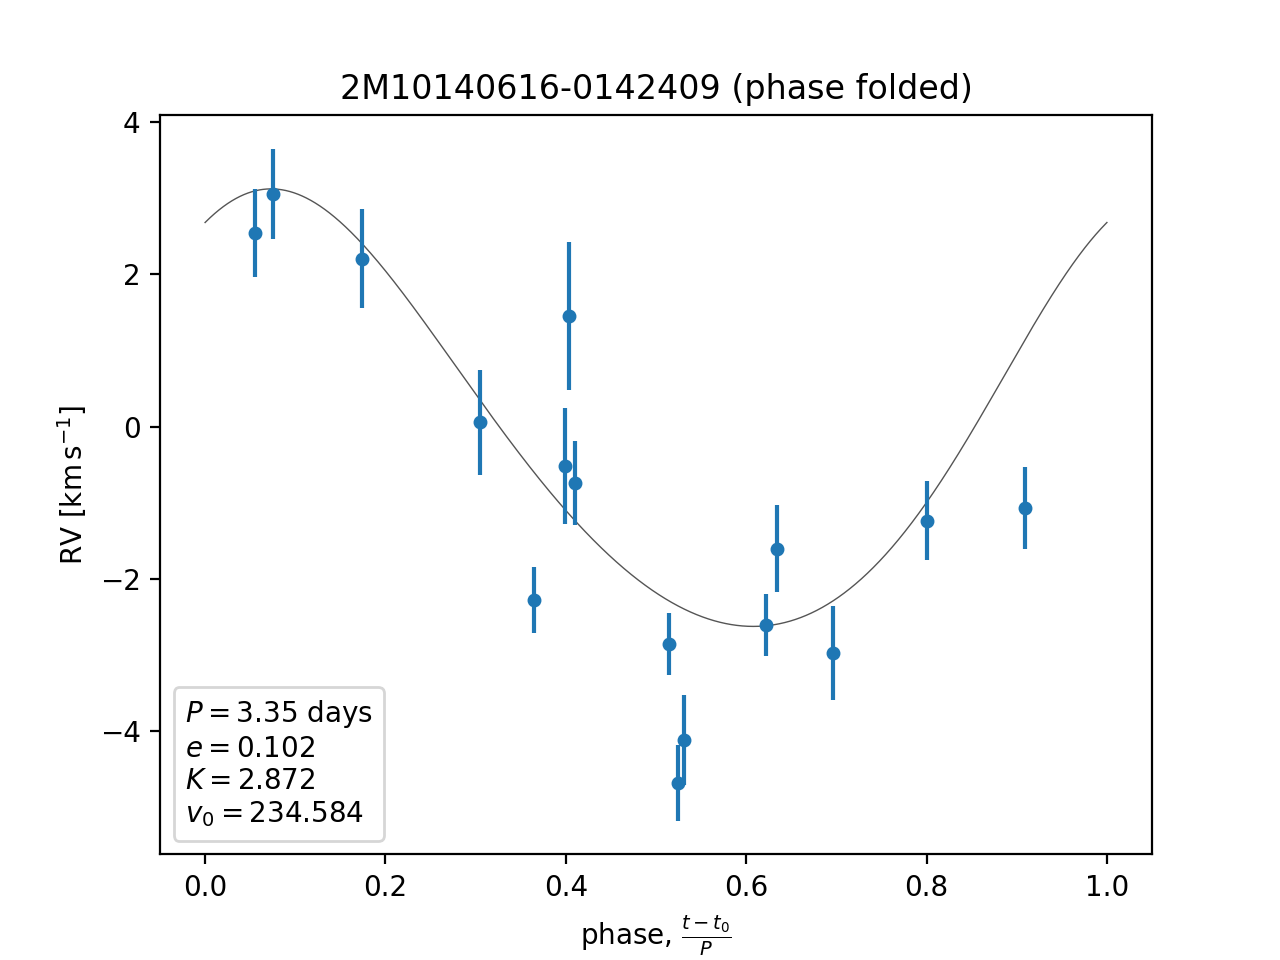 2M10140616-0142409 (phase folded)
4
2
0
−2
−4
RV [km s⁻¹]
P = 3.35 days
e = 0.102
K = 2.872
v₀ = 234.584
0.0 0.2 0.4 0.6 0.8 1.0
phase, (t − t₀)/P